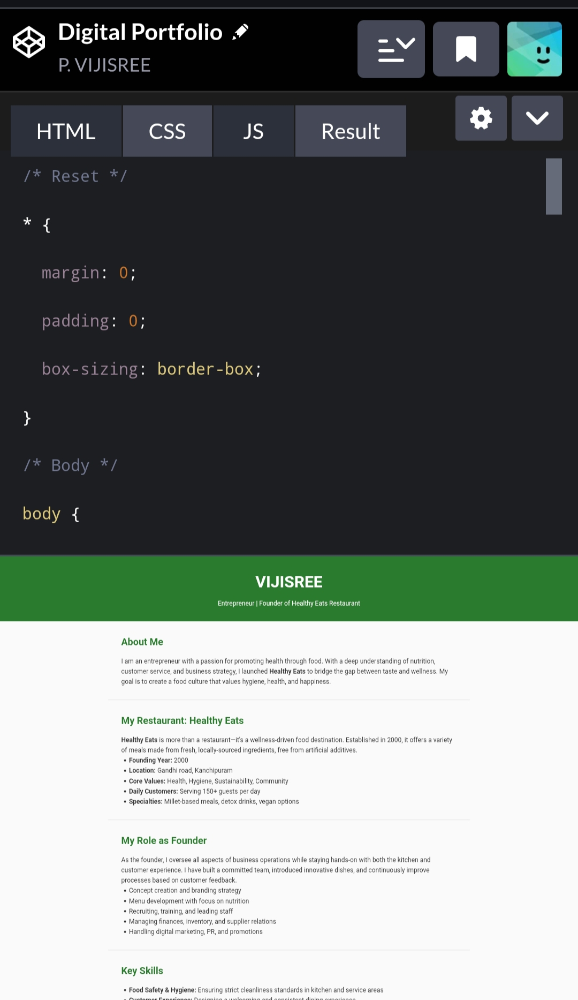 Digital Portfolio
P. VIJISREE
HTML
CSS
JS
Result
/* Reset */
* {
margin: 0;
padding: 0;
box-sizing: border-box;
}
/* Body */
body {
VIJISREE
Entrepreneur | Founder of Healthy Eats Restaurant
About Me
I am an entrepreneur with a passion for promoting health through food. With a deep understanding of nutrition,
customer service, and business strategy, I launched Healthy Eats to bridge the gap between taste and wellness. My
goal is to create a food culture that values hygiene, health, and happiness.
My Restaurant: Healthy Eats
Healthy Eats is more than a restaurant—it's a wellness-driven food destination. Established in 2000, it offers a variety
of meals made from fresh, locally-sourced ingredients, free from artificial additives.
• Founding Year: 2000
• Location: Gandhi road, Kanchipuram
• Core Values: Health, Hygiene, Sustainability, Community
• Daily Customers: Serving 150+ guests per day
• Specialties: Millet-based meals, detox drinks, vegan options
My Role as Founder
As the founder, I oversee all aspects of business operations while staying hands-on with both the kitchen and
customer experience. I have built a committed team, introduced innovative dishes, and continuously improve
processes based on customer feedback.
• Concept creation and branding strategy
• Menu development with focus on nutrition
• Recruiting, training, and leading staff
• Managing finances, inventory, and supplier relations
• Handling digital marketing, PR, and promotions
Key Skills
• Food Safety & Hygiene: Ensuring strict cleanliness standards in kitchen and service areas
• Customer Experience: Designing a welcoming and consistent dining experience